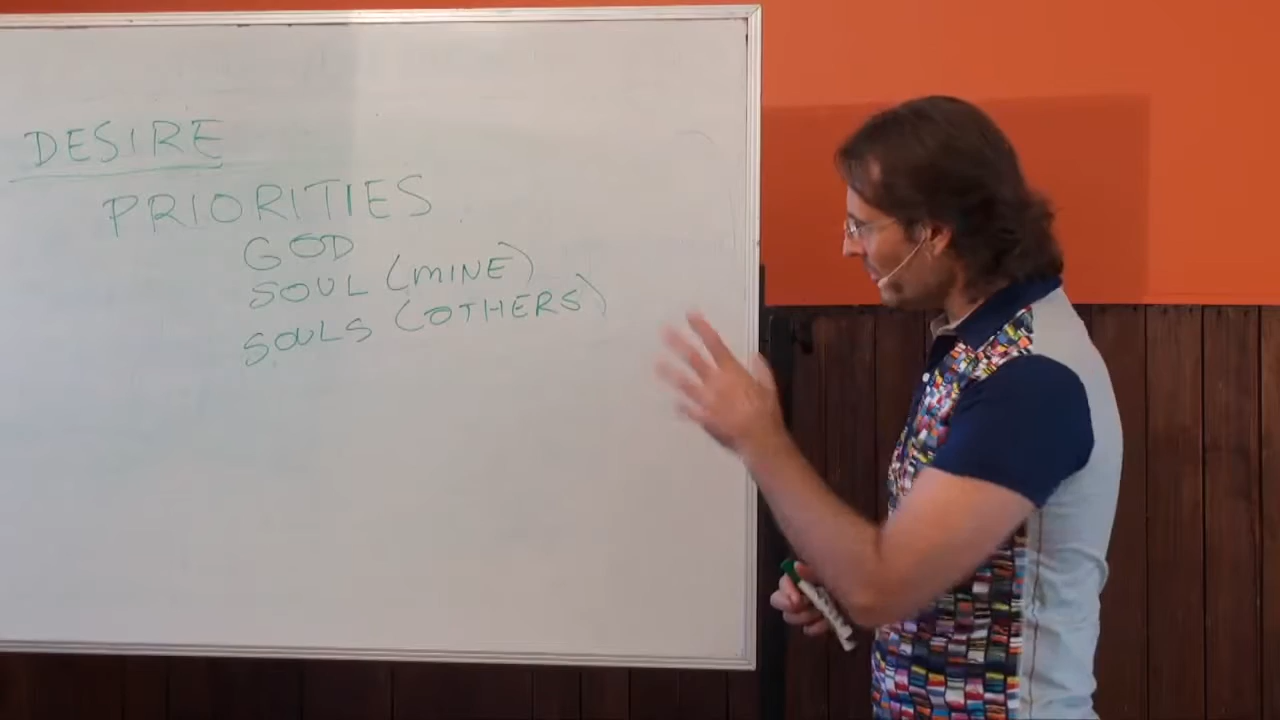 DESIRE
PRIORITIES
GOD
SOUL (MINE)
SOULS (OTHERS)